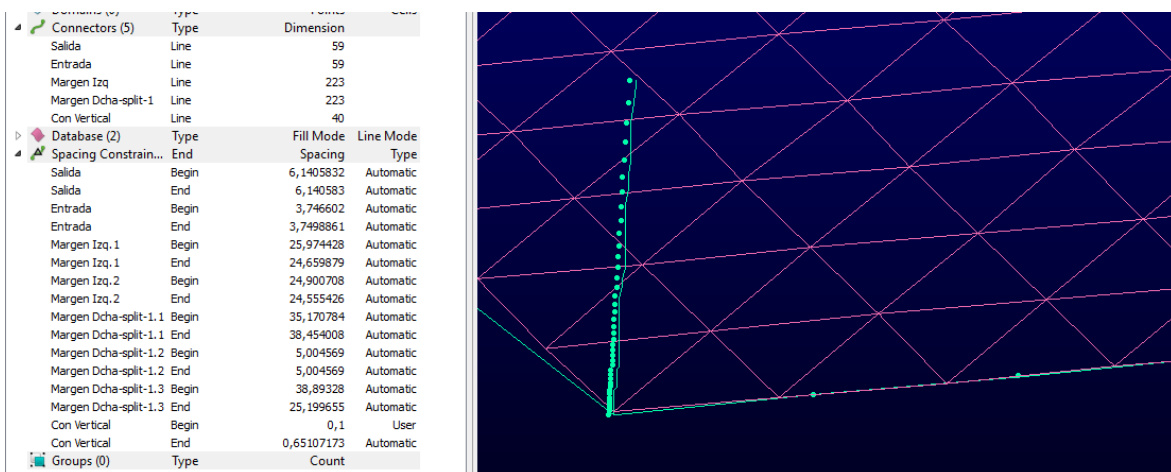 Domains (0) Type Points Cells
Connectors (5) Type Dimension
Salida Line 59
Entrada Line 59
Margen Izq Line 223
Margen Dcha-split-1 Line 223
Con Vertical Line 40
Database (2) Type Fill Mode Line Mode
Spacing Constrain... End Spacing Type
Salida Begin 6,1405832 Automatic
Salida End 6,140583 Automatic
Entrada Begin 3,746602 Automatic
Entrada End 3,7498861 Automatic
Margen Izq.1 Begin 25,974428 Automatic
Margen Izq.1 End 24,659879 Automatic
Margen Izq.2 Begin 24,900708 Automatic
Margen Izq.2 End 24,555426 Automatic
Margen Dcha-split-1.1 Begin 35,170784 Automatic
Margen Dcha-split-1.1 End 38,454008 Automatic
Margen Dcha-split-1.2 Begin 5,004569 Automatic
Margen Dcha-split-1.2 End 5,004569 Automatic
Margen Dcha-split-1.3 Begin 38,89328 Automatic
Margen Dcha-split-1.3 End 25,199655 Automatic
Con Vertical Begin 0,1 User
Con Vertical End 0,65107173 Automatic
Groups (0) Type Count